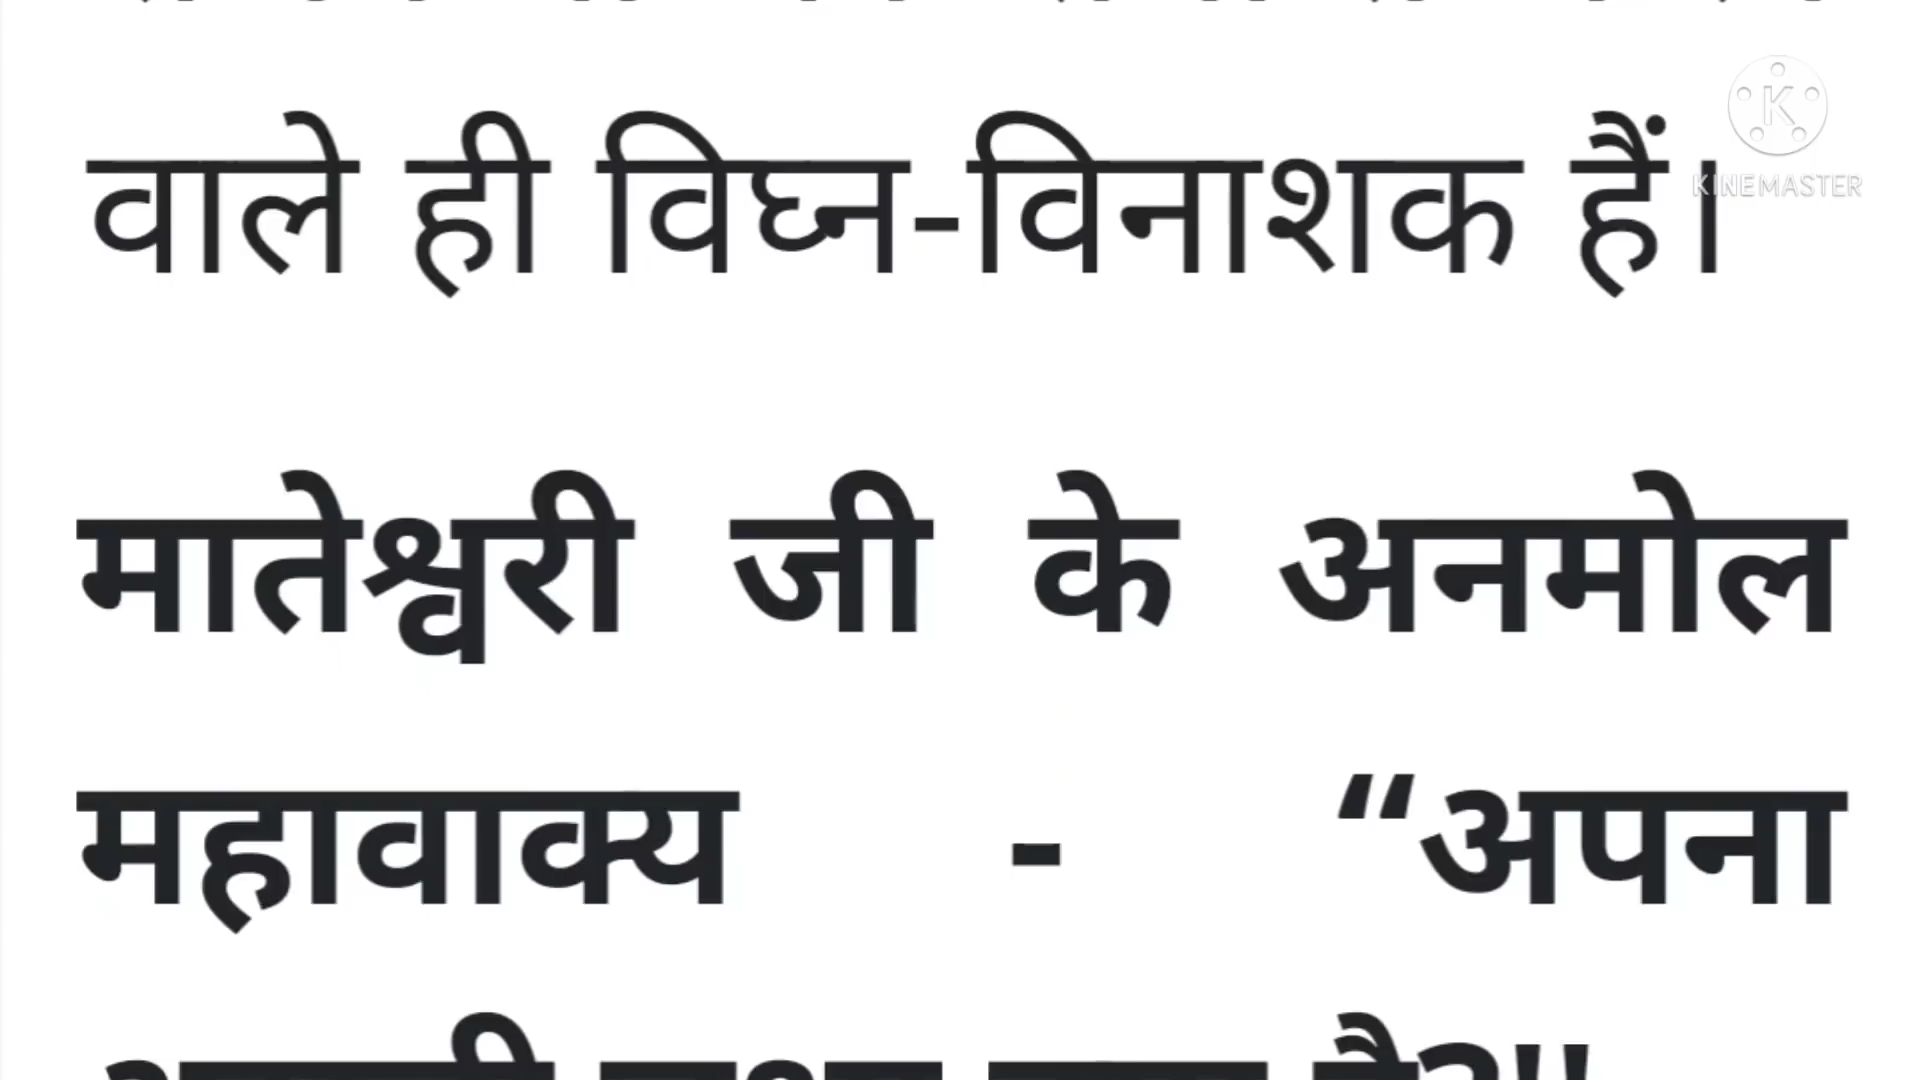 वाले ही विघ्न-विनाशक हैं।
KINEMASTER
मातेश्वरी जी के अनमोल
महावाक्य - “अपना